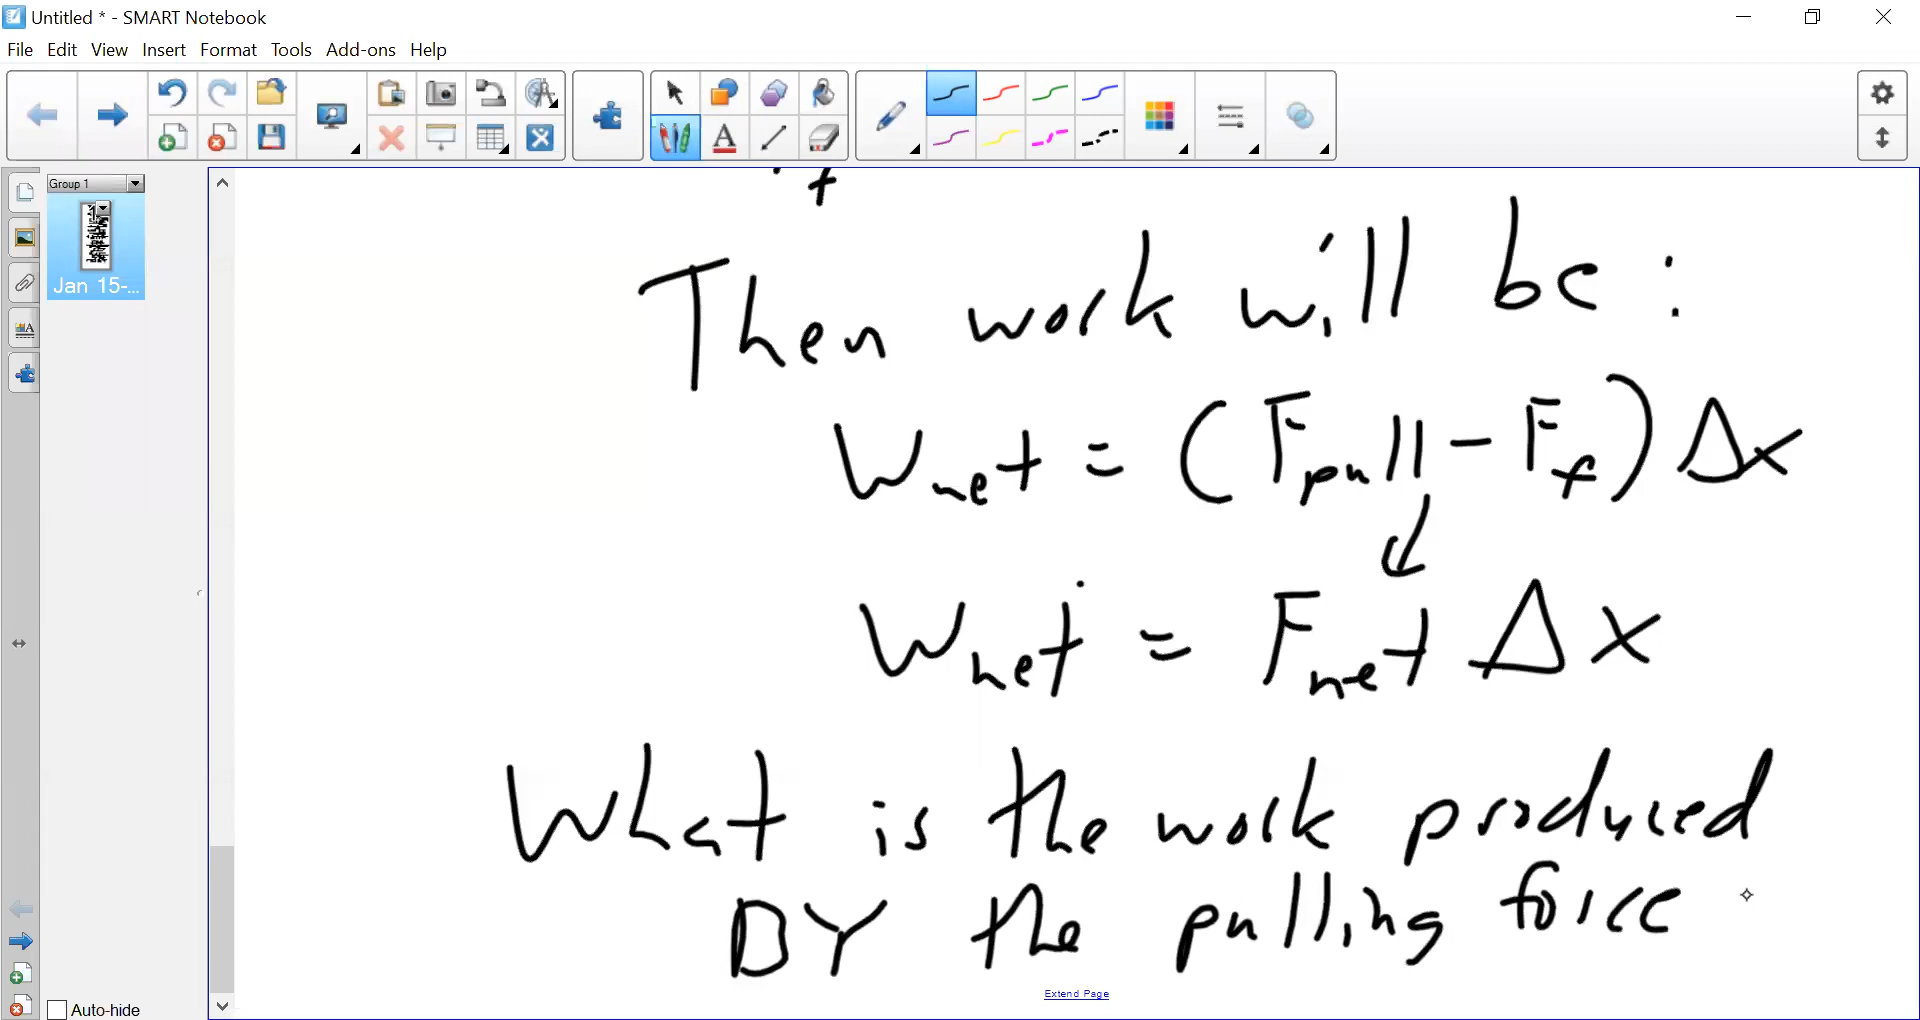 Untitled * - SMART Notebook
File Edit View Insert Format Tools Add-ons Help
Group 1
Jan 15-...
f
Then work will be:
Wnet = (Fpull - Ff) Δx
Wnet = Fnet Δx
What is the work produced
BY the pulling force
Extend Page
Auto-hide